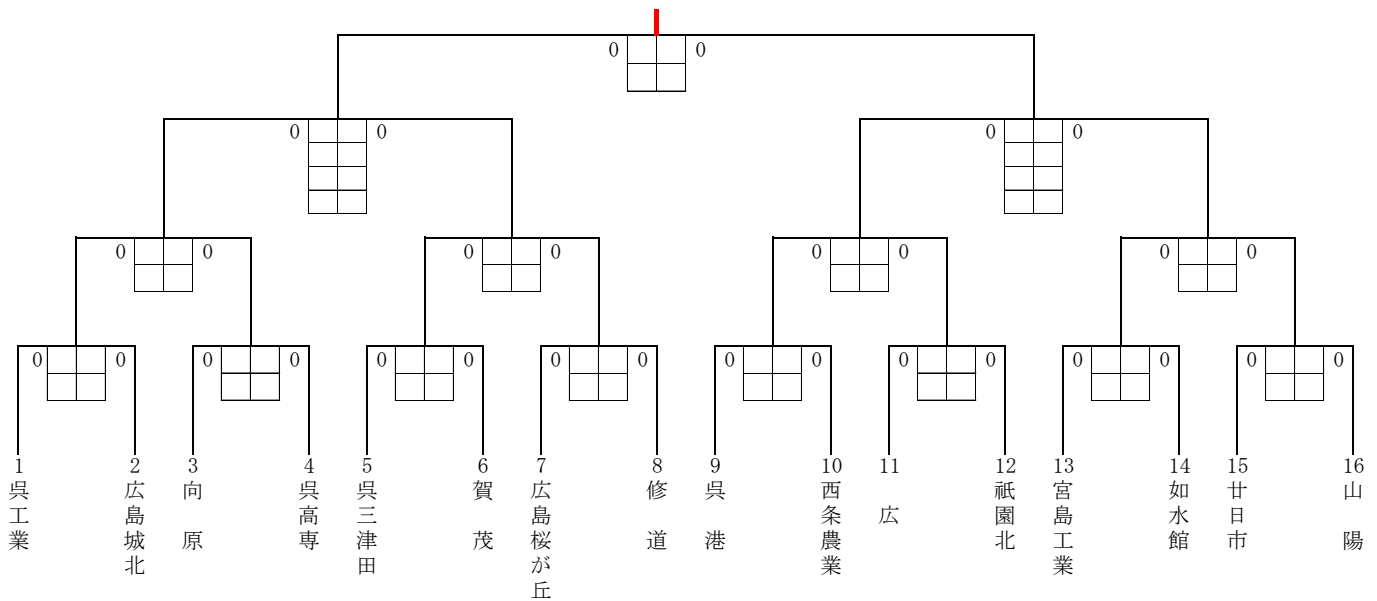 0 0
0 0 0 0
0 0 0 0 0 0 0 0
0 0 0 0 0 0 0 0 0 0 0 0 0 0 0 0
1 呉工業
2 広島城北
3 向原
4 呉高専
5 呉三津田
6 賀茂
7 広島桜が丘
8 修道
9 呉港
10 西条農業
11 広
12 祇園北
13 宮島工業
14 如水館
15 廿日市
16 山陽